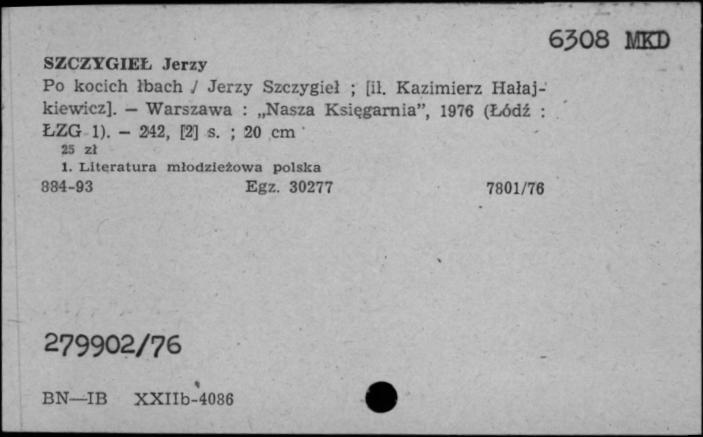 6308 MKD
SZCZYGIEŁ Jerzy
Po kocich łbach / Jerzy Szczygieł ; [il. Kazimierz Hałaj-
kiewicz]. — Warszawa : „Nasza Księgarnia”, 1976 (Łódź :
ŁZG 1). — 242, [2] s. ; 20 cm
25 zł
1. Literatura młodzieżowa polska
884-93 Egz. 30277 7801/76
279902/76
BN—IB XXIIb-4086